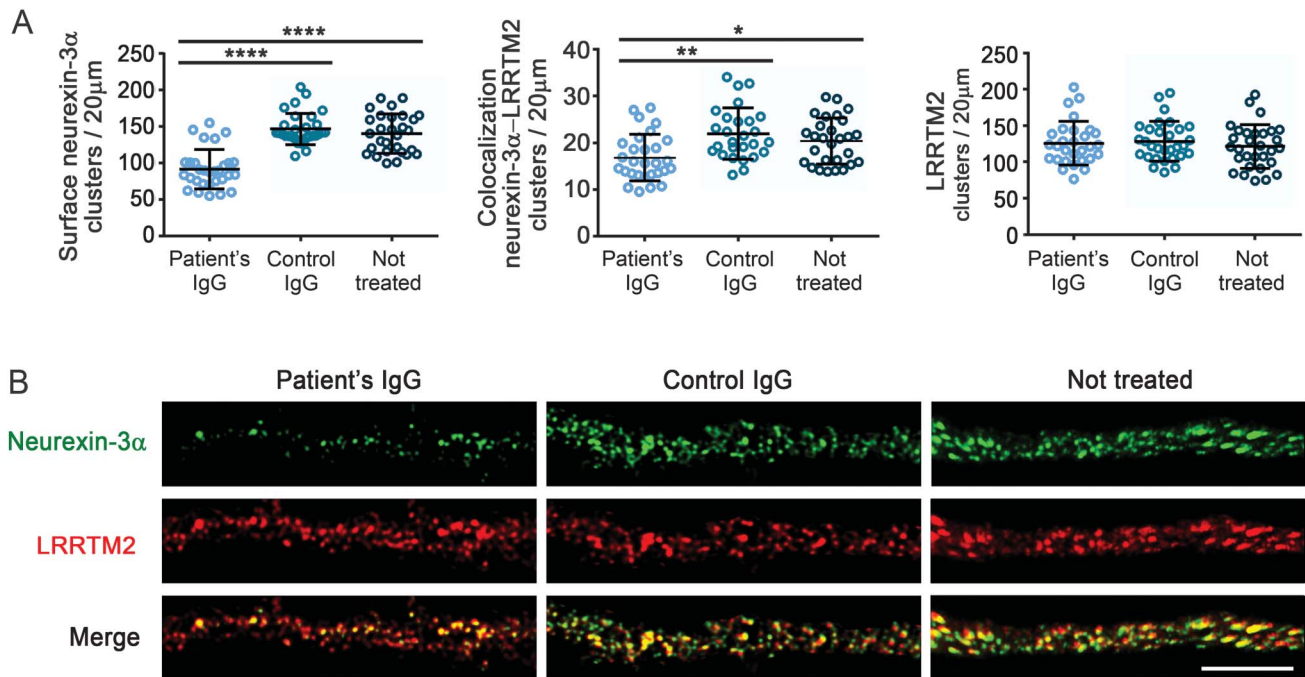 A
Surface neurexin-3α
clusters / 20μm
250
200
150
100
50
0
****
****
Patient's
IgG
Control
IgG
Not
treated
Colocalization
neurexin-3α–LRRTM2
clusters / 20μm
40
30
20
10
0
*
**
Patient's
IgG
Control
IgG
Not
treated
LRRTM2
clusters / 20μm
250
200
150
100
50
0
Patient's
IgG
Control
IgG
Not
treated
B
Patient's IgG
Control IgG
Not treated
Neurexin-3α
LRRTM2
Merge